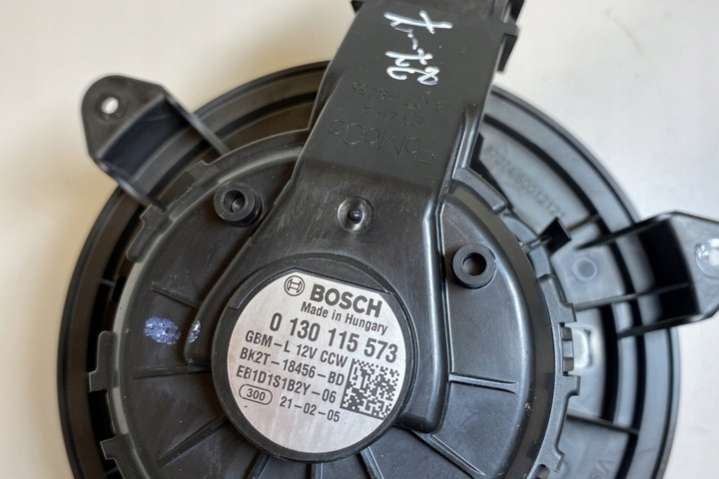 BOSCH
Made in Hungary
0 130 115 573
GBM-L 12V CCW
BK2T-18456-BD
EB1D1S1B2Y-06
300 21-02-05
FoMoCo